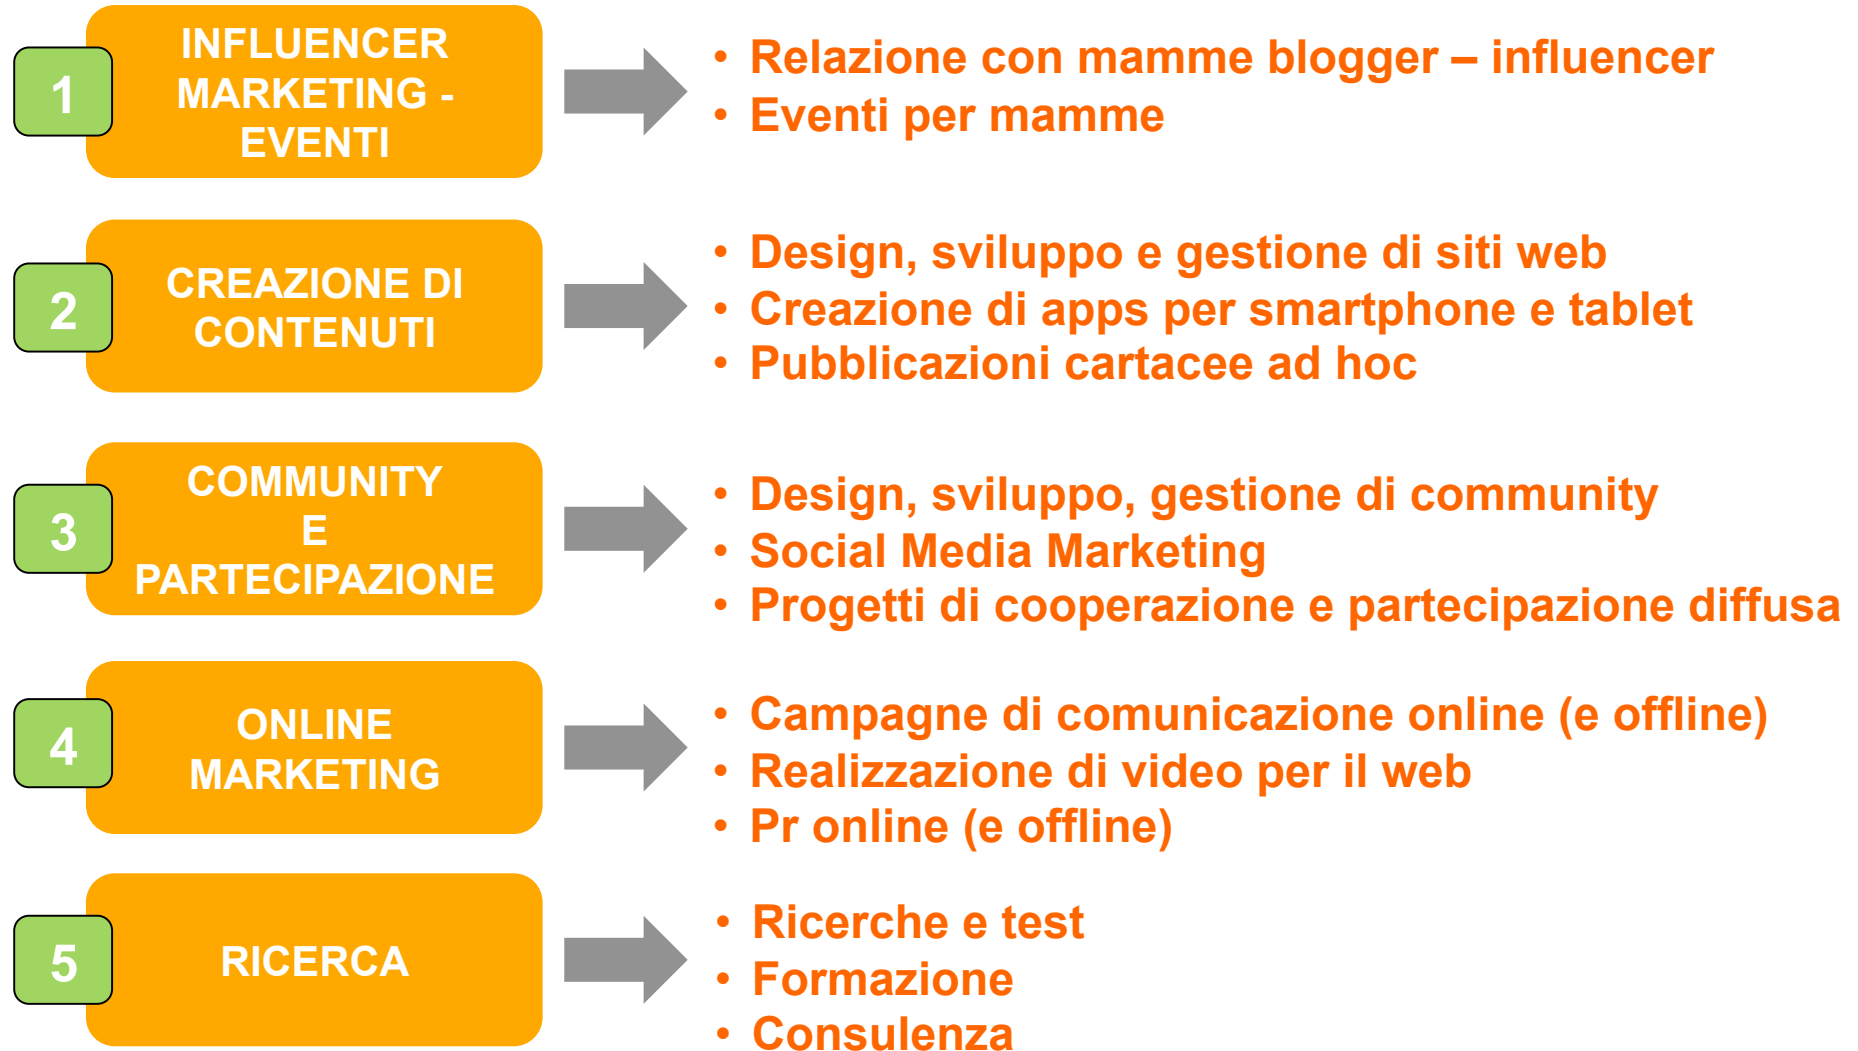 1
INFLUENCER
MARKETING -
EVENTI
• Relazione con mamme blogger – influencer
• Eventi per mamme
2
CREAZIONE DI
CONTENUTI
• Design, sviluppo e gestione di siti web
• Creazione di apps per smartphone e tablet
• Pubblicazioni cartacee ad hoc
3
COMMUNITY
E
PARTECIPAZIONE
• Design, sviluppo, gestione di community
• Social Media Marketing
• Progetti di cooperazione e partecipazione diffusa
4
ONLINE
MARKETING
• Campagne di comunicazione online (e offline)
• Realizzazione di video per il web
• Pr online (e offline)
5
RICERCA
• Ricerche e test
• Formazione
• Consulenza